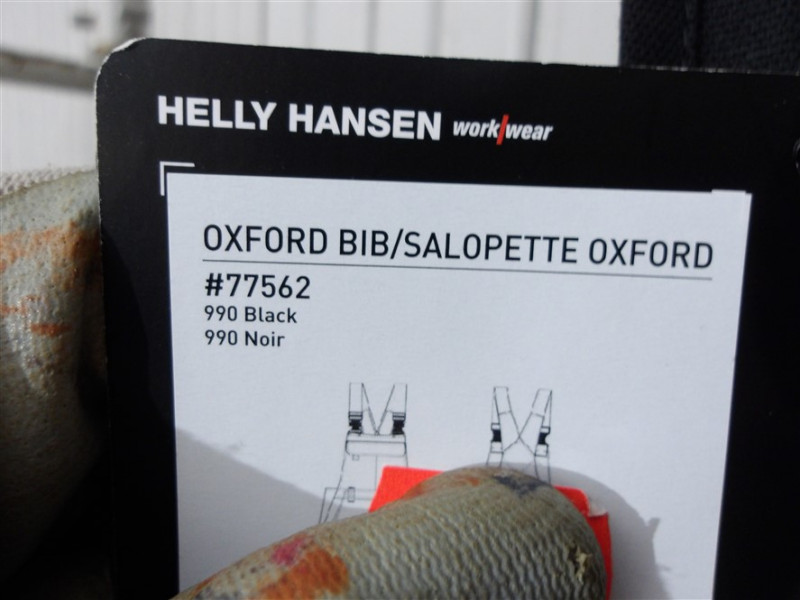 HELLY HANSEN work/wear
OXFORD BIB/SALOPETTE OXFORD
#77562
990 Black
990 Noir